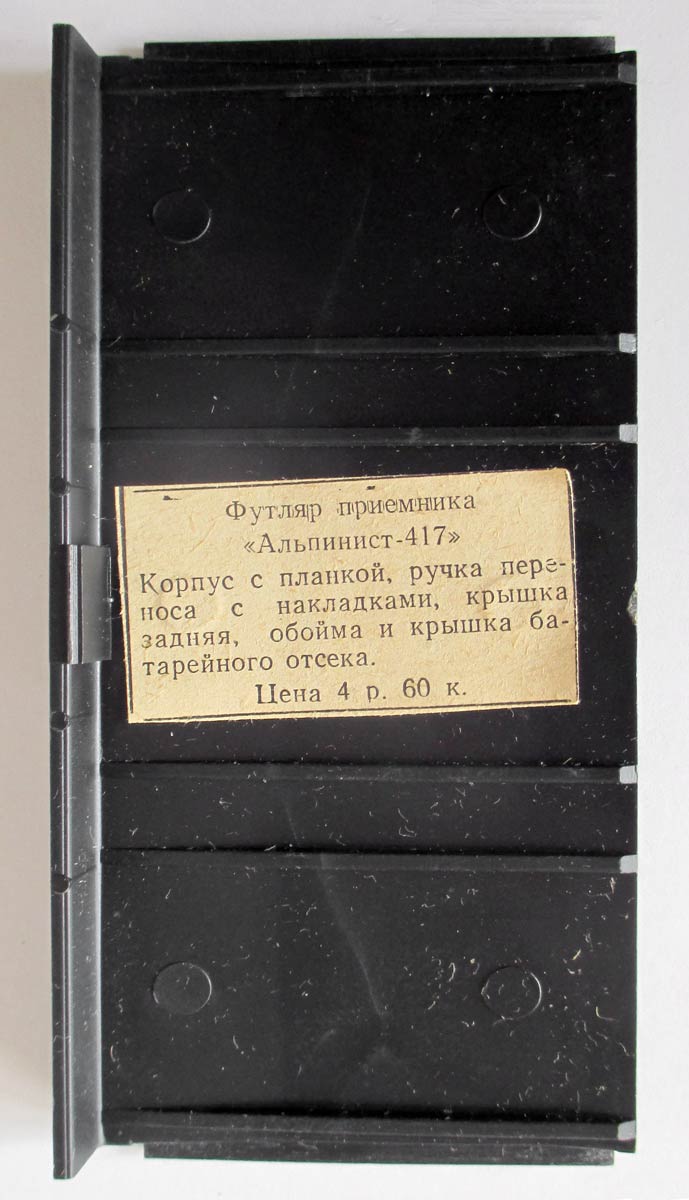 Футляр приемника
«Альпинист-417»
Корпус с планкой, ручка пере-
носа с накладками, крышка
задняя, обойма и крышка ба-
тарейного отсека.
Цена 4 р. 60 к.